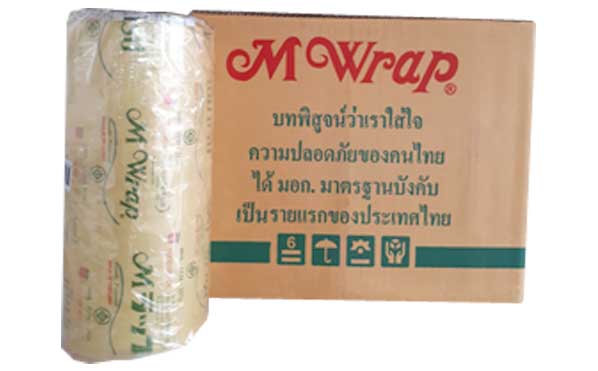 M Wrap®
บทพิสูจน์ว่าเราใส่ใจ
ความปลอดภัยของคนไทย
ได้ มอก. มาตรฐานบังคับ
เป็นรายแรกของประเทศไทย
6
M Wrap